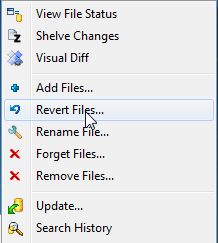 View File Status
Shelve Changes
Visual Diff
Add Files...
Revert Files...
Rename File...
Forget Files...
Remove Files...
Update...
Search History